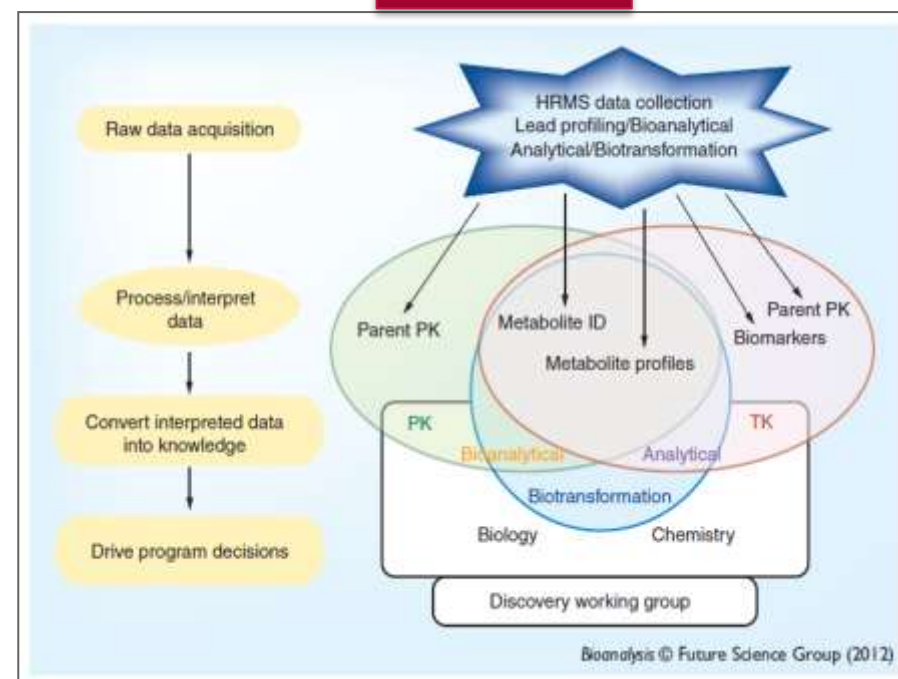 Raw data acquisition
Process/interpret
data
Convert interpreted data
into knowledge
Drive program decisions
HRMS data collection
Lead profiling/Bioanalytical
Analytical/Biotransformation
Parent PK
Metabolite ID
Metabolite profiles
Parent PK
Biomarkers
PK
TK
Bioanalytical
Analytical
Biotransformation
Biology
Chemistry
Discovery working group
Bioanalysis © Future Science Group (2012)